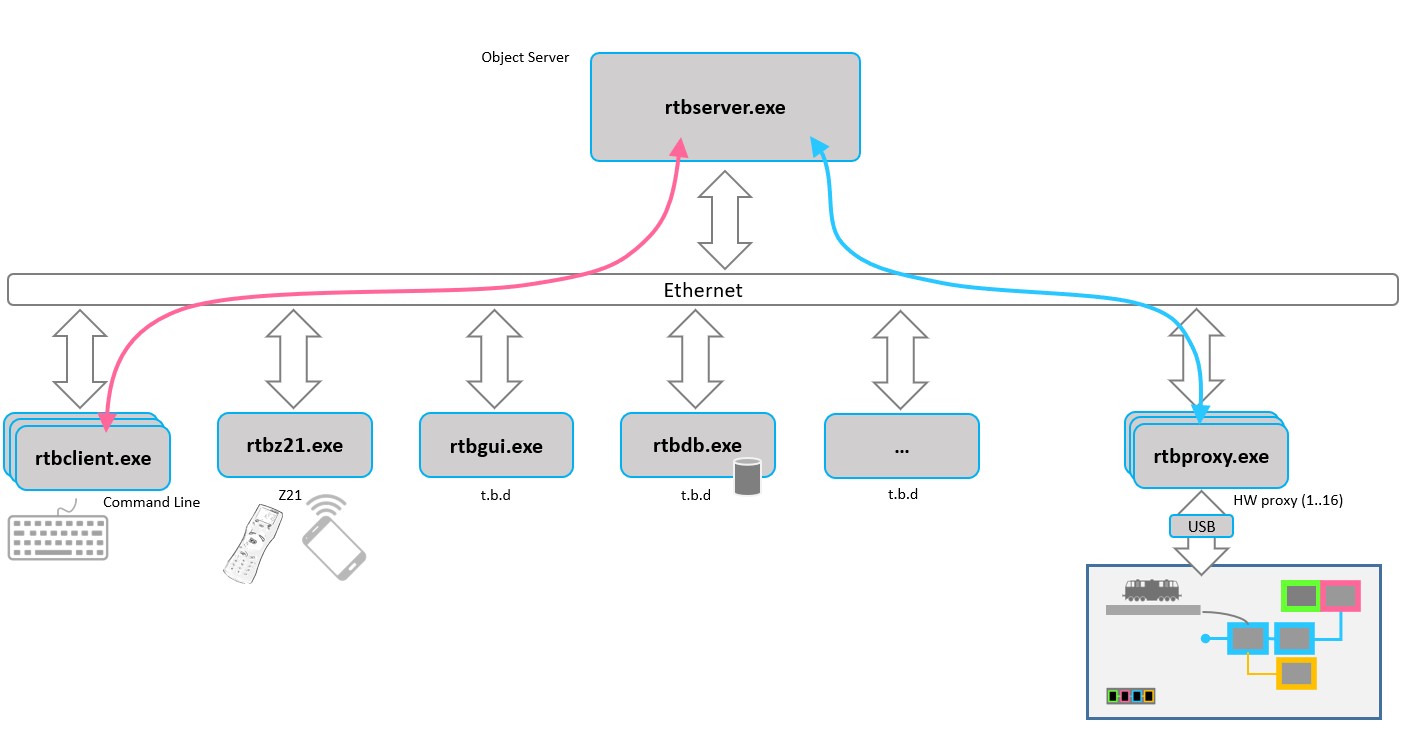 Object Server
rtbserver.exe
Ethernet
rtbclient.exe
rtbz21.exe
rtbgui.exe
rtbdb.exe
...
rtbproxy.exe
Command Line
Z21
t.b.d
t.b.d
t.b.d
HW proxy (1..16)
USB